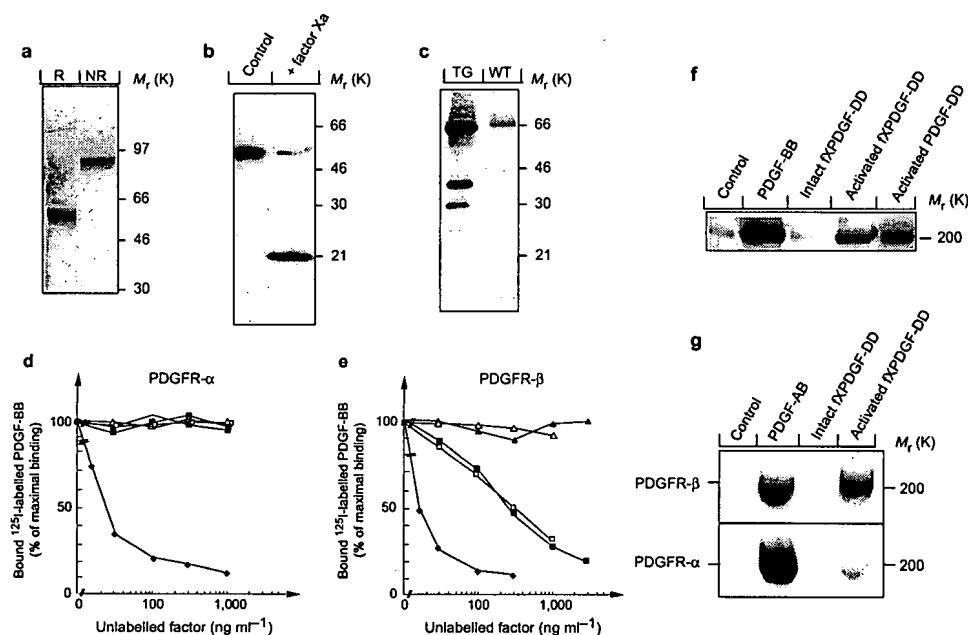 a
R NR Mr (K)
97
66
46
30
b
Control + factor Xa
Mr (K)
66
46
30
21
c
TG WT Mr (K)
66
46
30
21
d
PDGFR-α
Bound 125I-labelled PDGF-BB
(% of maximal binding)
100
50
0
0 100 1,000
Unlabelled factor (ng ml−1)
e
PDGFR-β
Bound 125I-labelled PDGF-BB
(% of maximal binding)
100
50
0
0 100 1,000
Unlabelled factor (ng ml−1)
f
Control
PDGF-BB
Intact fXPDGF-DD
Activated fXPDGF-DD
Activated PDGF-DD
Mr (K)
200
g
Control
PDGF-AB
Intact fXPDGF-DD
Activated fXPDGF-DD
Mr (K)
PDGFR-β 200
PDGFR-α 200